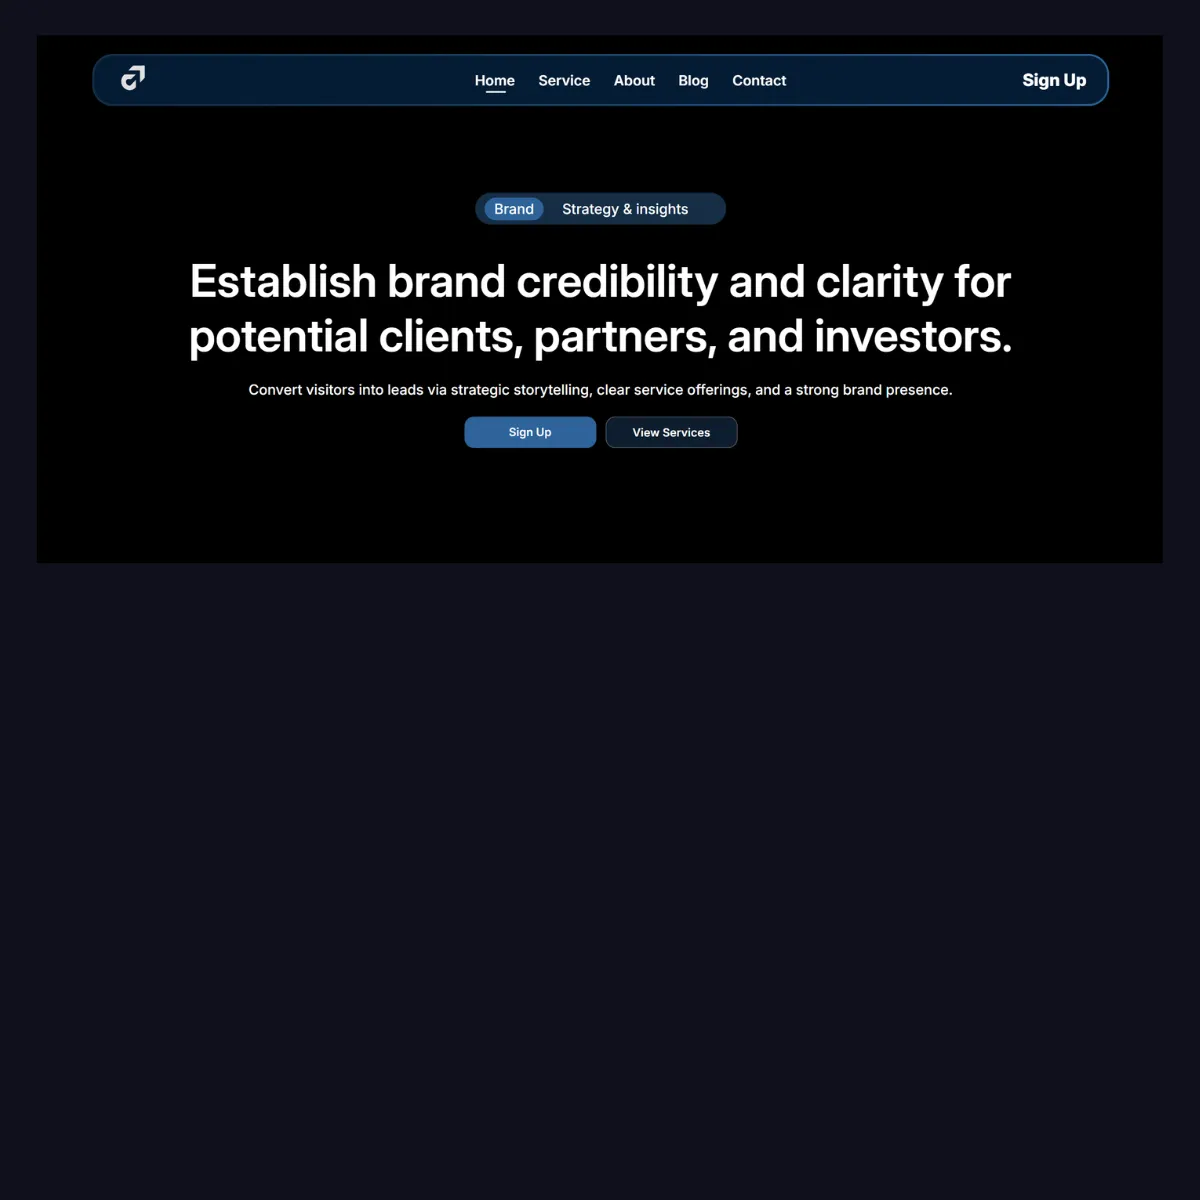 Home Service About Blog Contact Sign Up
Brand Strategy & insights
Establish brand credibility and clarity for
potential clients, partners, and investors.
Convert visitors into leads via strategic storytelling, clear service offerings, and a strong brand presence.
Sign Up View Services